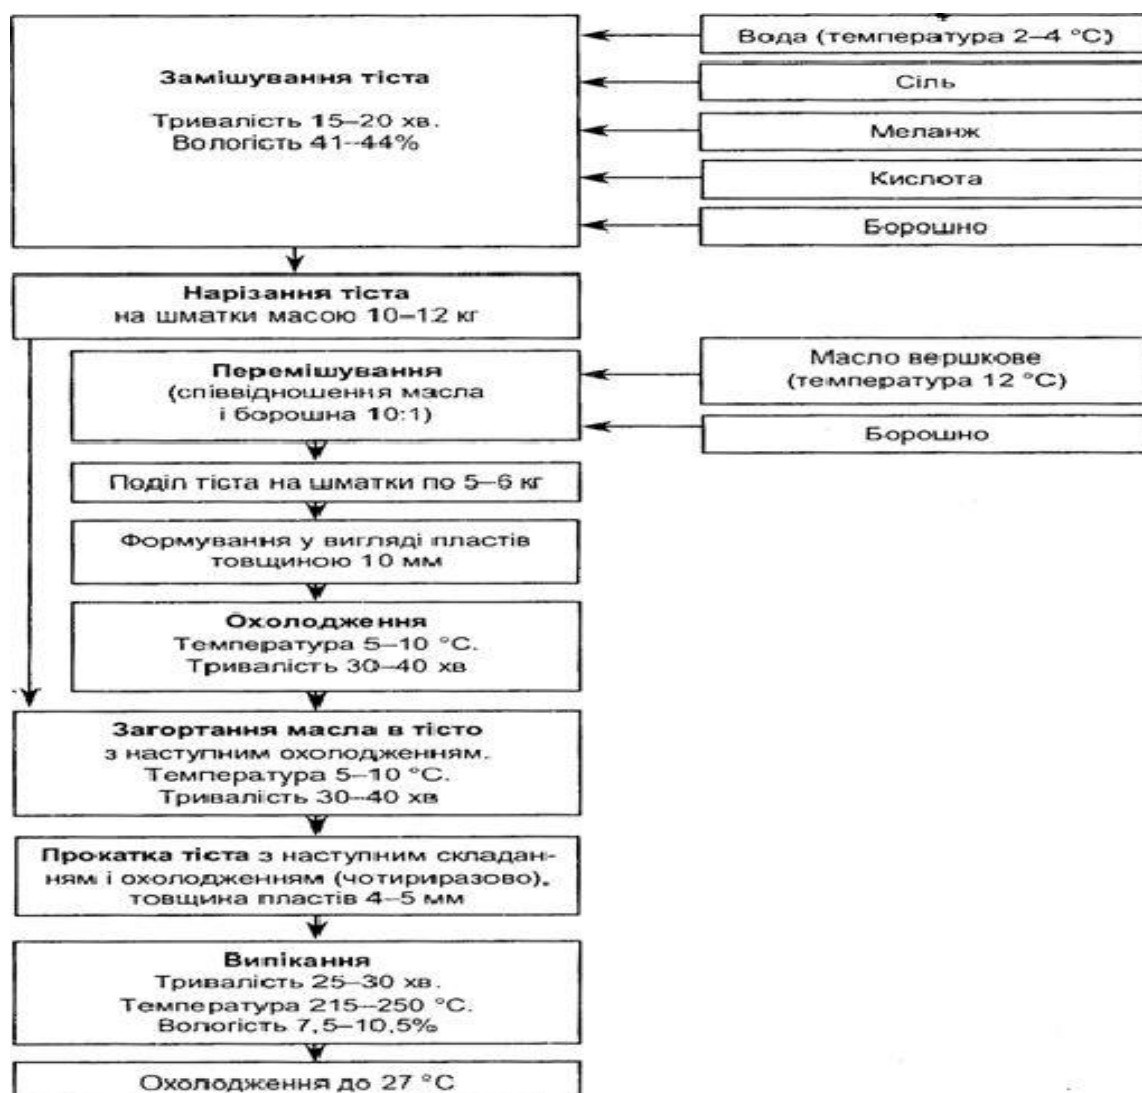 Замішування тіста
Тривалість 15–20 хв.
Вологість 41–44%
Вода (температура 2–4 °С)
Сіль
Меланж
Кислота
Борошно
Нарізання тіста
на шматки масою 10–12 кг
Перемішування
(співвідношення масла
і борошна 10:1)
Масло вершкове
(температура 12 °С)
Борошно
Поділ тіста на шматки по 5–6 кг
Формування у вигляді пластів
товщиною 10 мм
Охолодження
Температура 5–10 °С.
Тривалість 30–40 хв
Загортання масла в тісто
з наступним охолодженням.
Температура 5–10 °С.
Тривалість 30–40 хв
Прокатка тіста з наступним складан-
ням і охолодженням (чотириразово),
товщина пластів 4–5 мм
Випікання
Тривалість 25–30 хв.
Температура 215–250 °С.
Вологість 7,5–10,5%
Охолодження до 27 °С